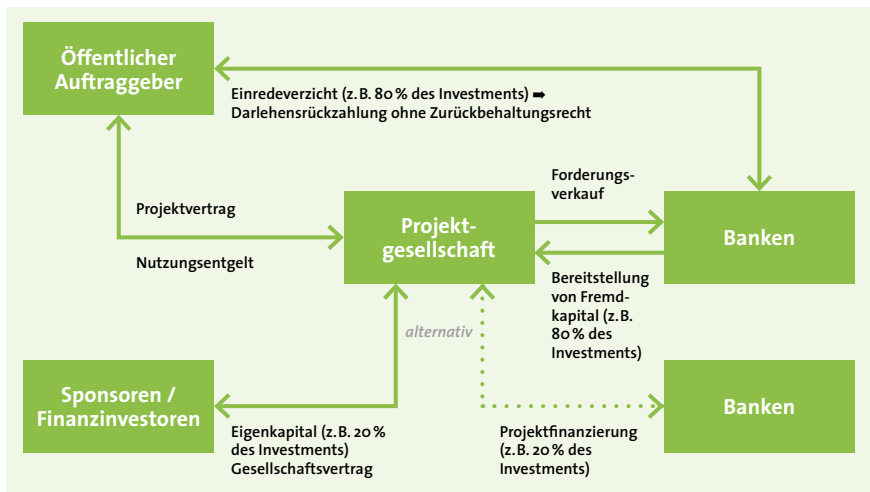 Öffentlicher
Auftraggeber
Einredeverzicht (z.B. 80% des Investments) ➡
Darlehensrückzahlung ohne Zurückbehaltungsrecht
Projektvertrag
Nutzungsentgelt
Projekt-
gesellschaft
Forderungs-
verkauf
Banken
Bereitstellung
von Fremd-
kapital (z.B.
80% des
Investments)
alternativ
Sponsoren /
Finanzinvestoren
Eigenkapital (z.B. 20%
des Investments)
Gesellschaftsvertrag
Projektfinanzierung
(z.B. 20% des
Investments)
Banken